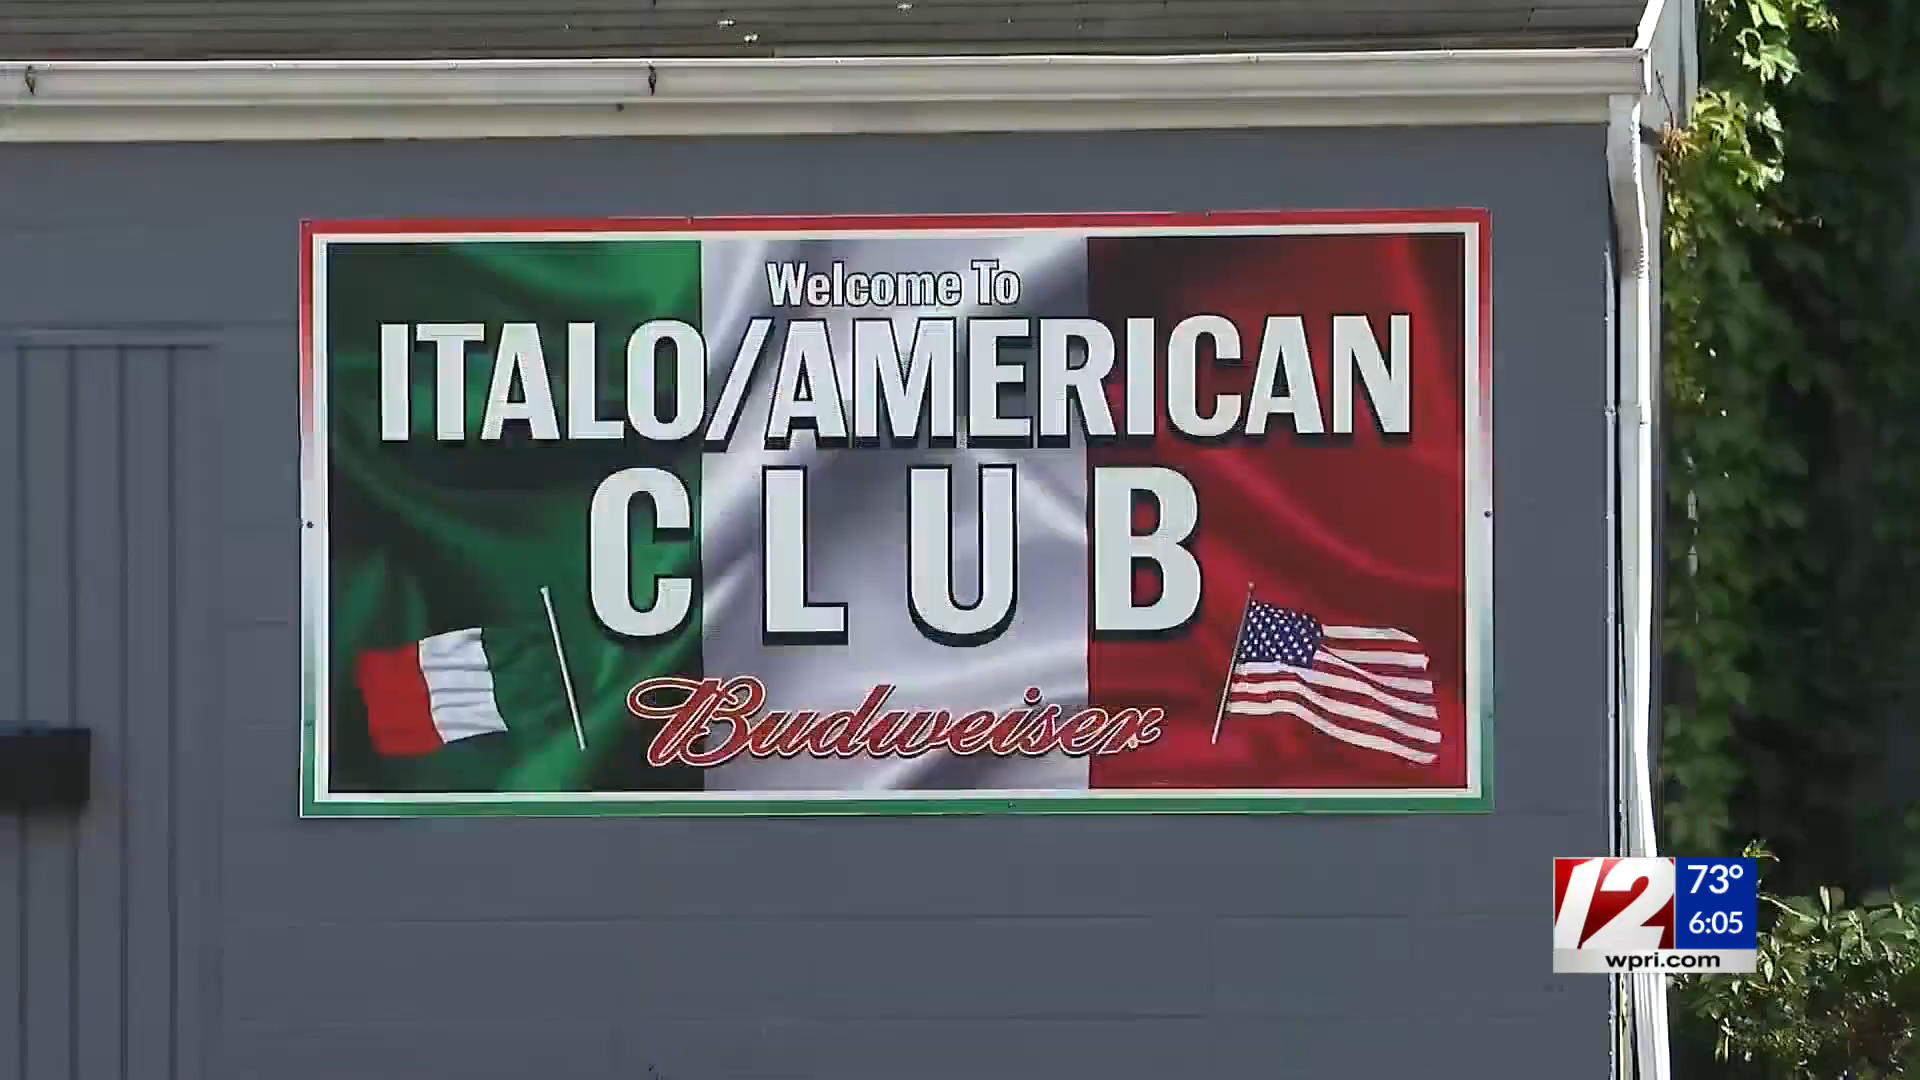 Welcome To
ITALO/AMERICAN
CLUB
Budweiser
12
73°
6:05
wpri.com